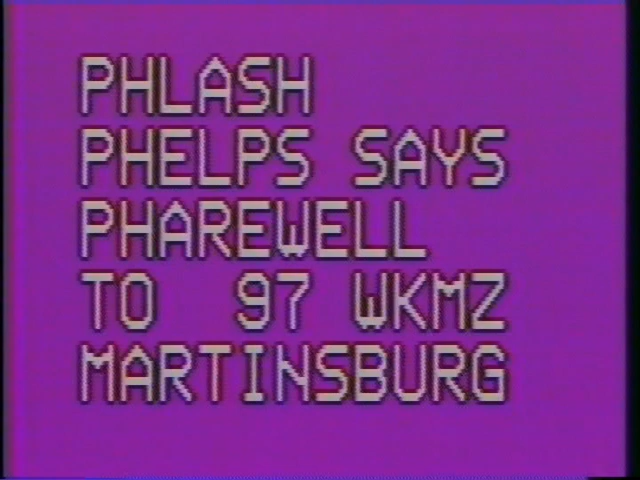 PHLASH
PHELPS SAYS
PHAREWELL
TO  97 WKMZ
MARTINSBURG